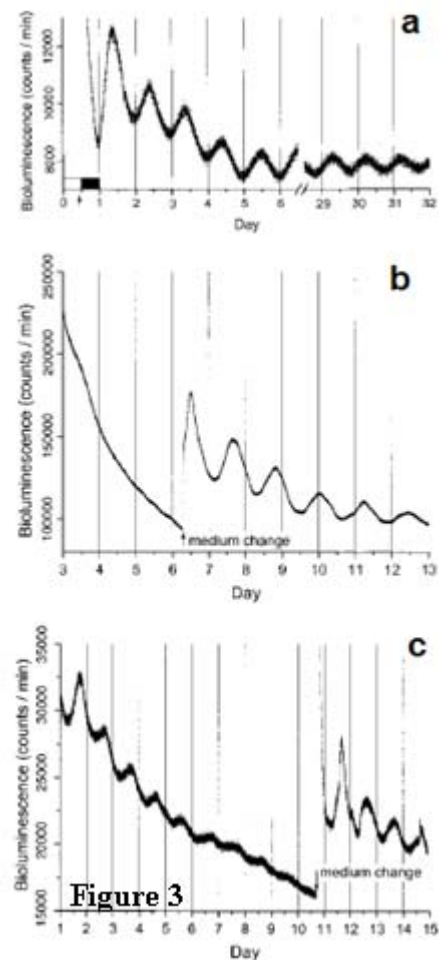 a
Bioluminescence (counts / min)
12000
10000
8000
0 1 2 3 4 5 6 29 30 31 32
Day
b
Bioluminescence (counts / min)
250000
200000
150000
100000
medium change
3 4 5 6 7 8 9 10 11 12 13
Day
c
Bioluminescence (counts / min)
35000
30000
25000
20000
15000
medium change
Figure 3
1 2 3 4 5 6 7 8 9 10 11 12 13 14 15
Day